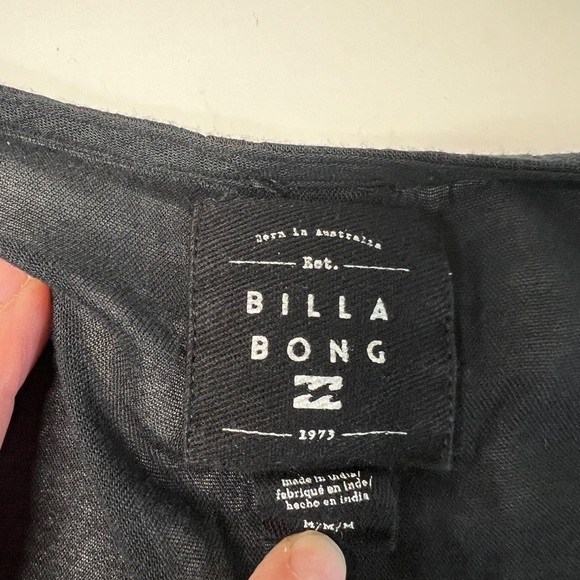 Born in Australia
Est.
BILLA
BONG
1973
made in india/
fabriqué en inde/
hecho en india
M/M/M